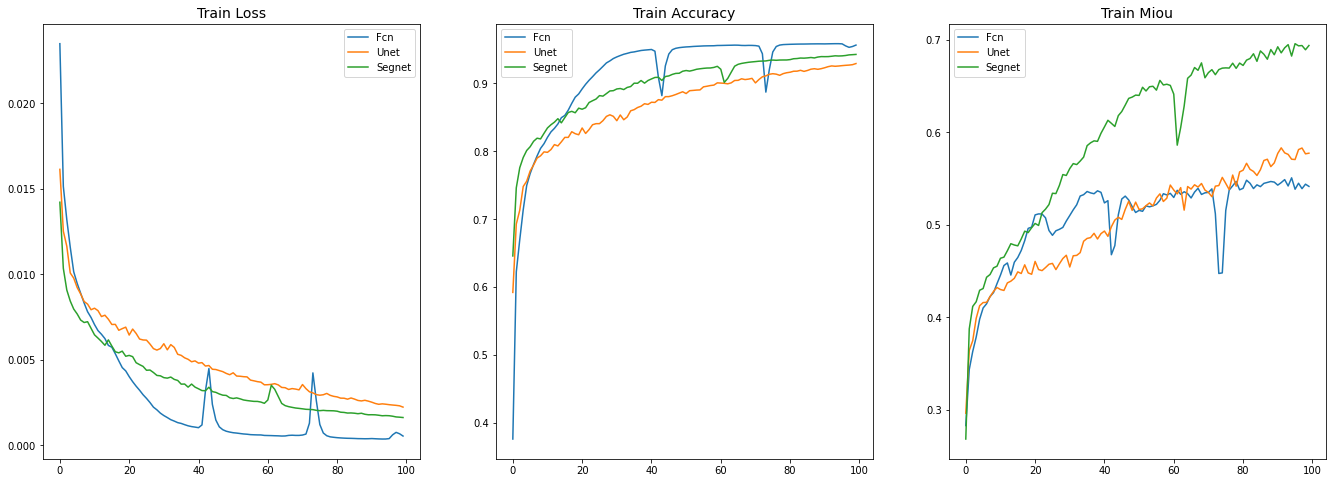 Train Loss
Fcn
Unet
Segnet
0.020
0.015
0.010
0.005
0.000
0
20
40
60
80
100
Train Accuracy
Fcn
Unet
Segnet
0.9
0.8
0.7
0.6
0.5
0.4
0
20
40
60
80
100
Train Miou
Fcn
Unet
Segnet
0.7
0.6
0.5
0.4
0.3
0
20
40
60
80
100